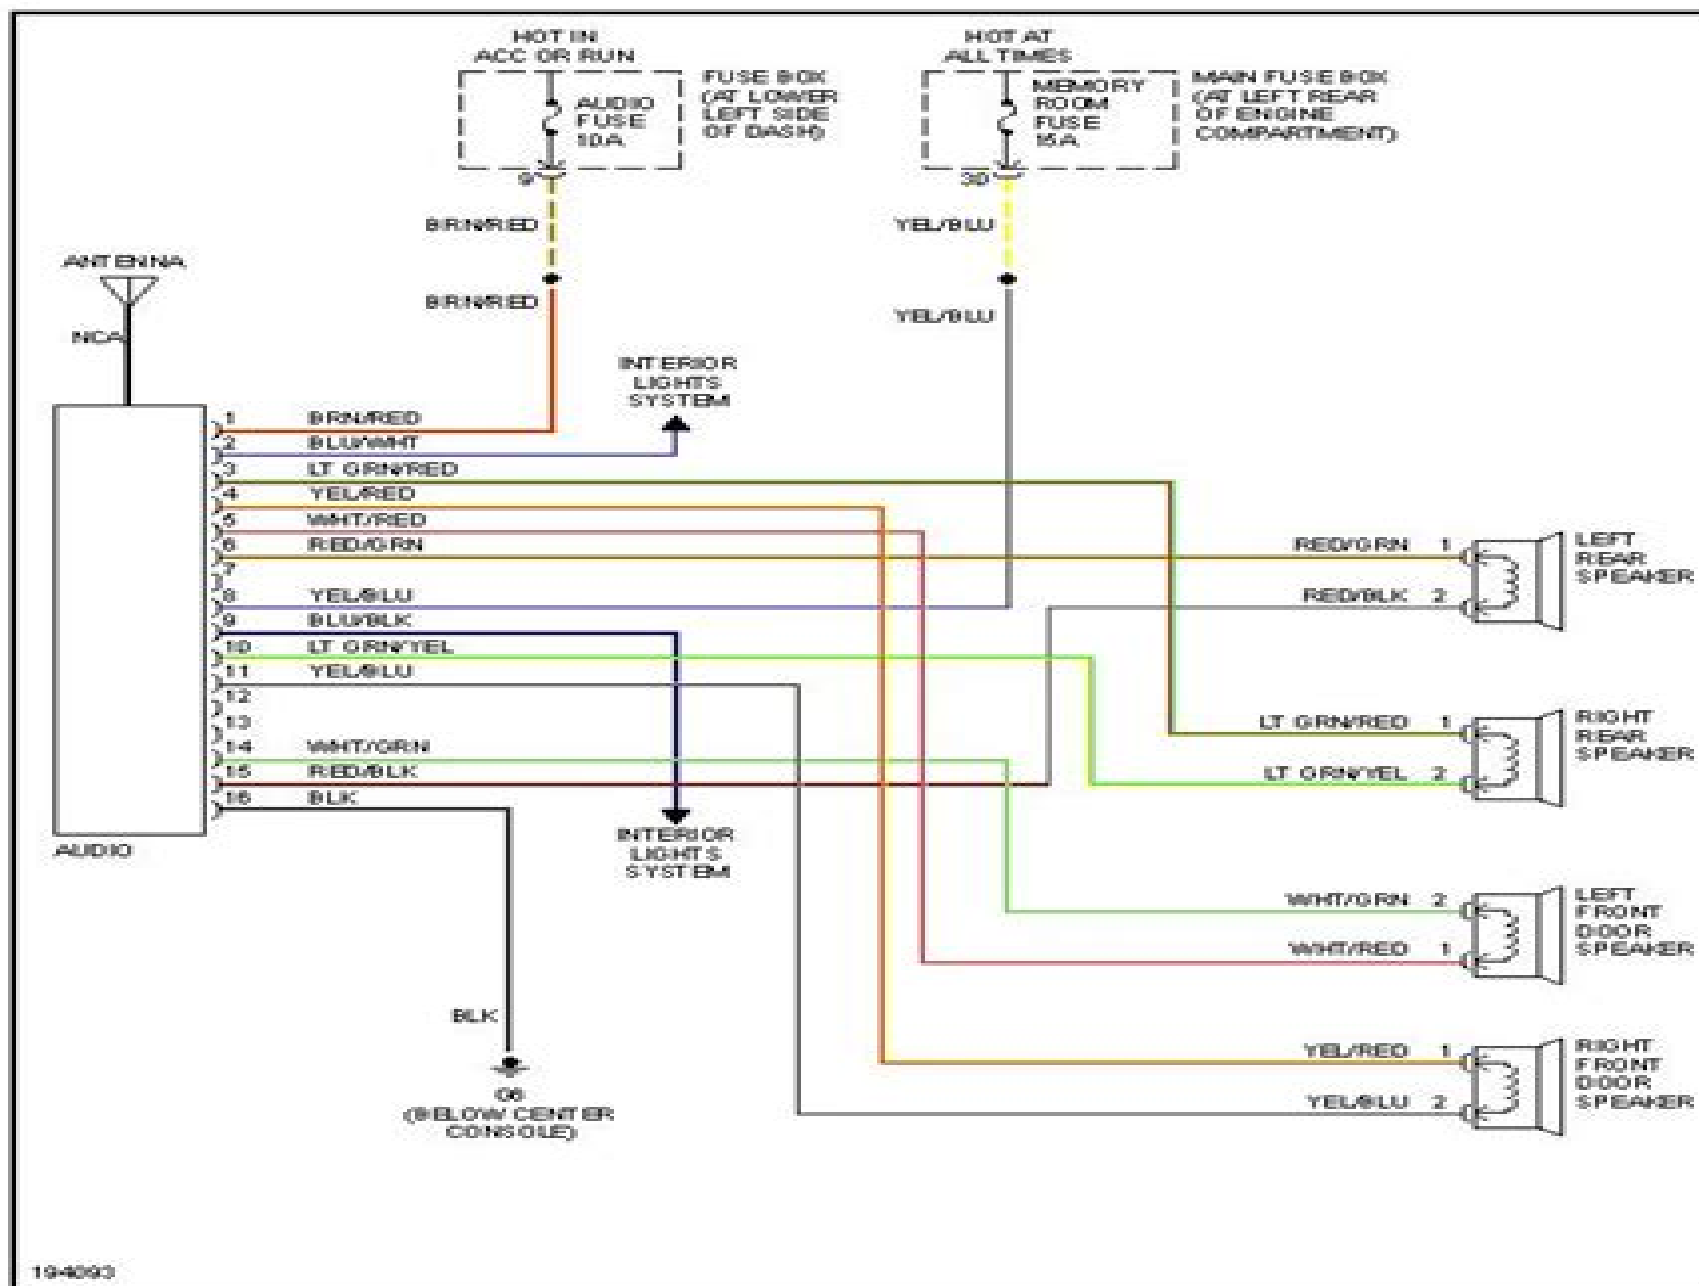 HOT IN
ACC OR RUN
HOT AT
ALL TIMES
AUDIO
FUSE
10A
FUSE BOX
(AT LOWER
LEFT SIDE
OF DASH)
MEMORY
ROOM
FUSE
15A
MAIN FUSE BOX
(AT LEFT REAR
OF ENGINE
COMPARTMENT)
9
30
BRN/RED
YEL/BLU
ANTENNA
BRN/RED
YEL/BLU
NCA
INTERIOR
LIGHTS
SYSTEM
1 BRN/RED
2 BLU/WHT
3 LT GRN/RED
4 YEL/RED
5 WHT/RED
6 RED/GRN
7
8 YEL/BLU
9 BLU/BLK
10 LT GRN/YEL
11 YEL/BLU
12
13
14 WHT/GRN
15 RED/BLK
16 BLK
AUDIO
INTERIOR
LIGHTS
SYSTEM
RED/GRN 1
RED/BLK 2
LEFT
REAR
SPEAKER
LT GRN/RED 1
LT GRN/YEL 2
RIGHT
REAR
SPEAKER
WHT/GRN 2
WHT/RED 1
LEFT
FRONT
DOOR
SPEAKER
YEL/RED 1
YEL/BLU 2
RIGHT
FRONT
DOOR
SPEAKER
BLK
(BELOW CENTER
CONSOLE)
194093